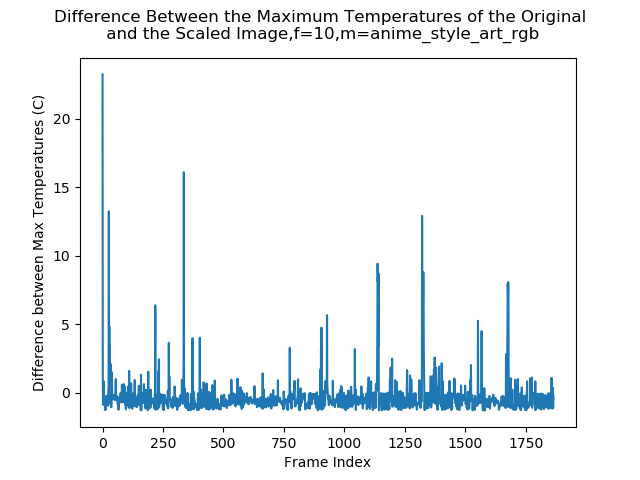 Difference Between the Maximum Temperatures of the Original
and the Scaled Image,f=10,m=anime_style_art_rgb
Difference between Max Temperatures (C)
20
15
10
5
0
0 250 500 750 1000 1250 1500 1750
Frame Index